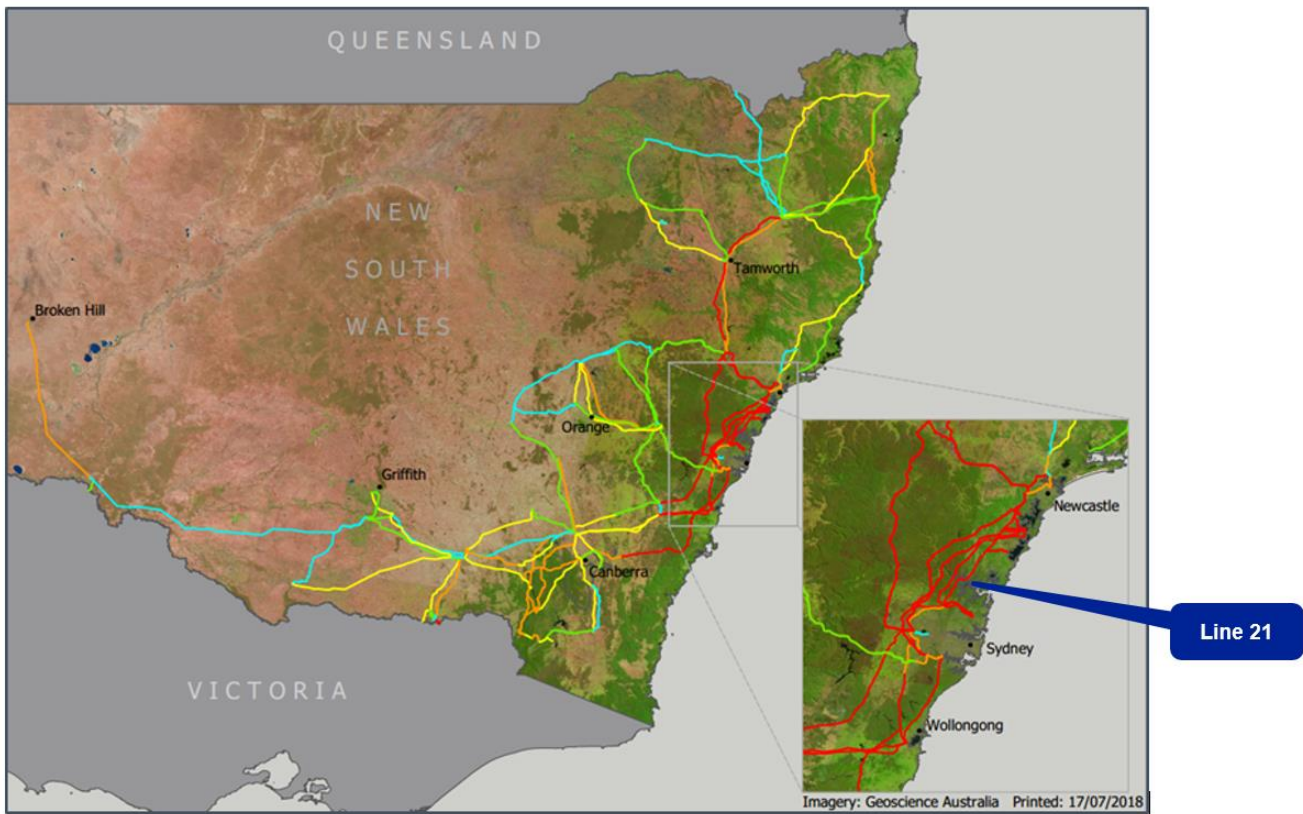 QUEENSLAND
NEW
SOUTH
WALES
Tamworth
Broken Hill
Orange
Griffith
Canberra
VICTORIA
Newcastle
Line 21
Sydney
Wollongong
Imagery: Geoscience Australia Printed: 17/07/2018